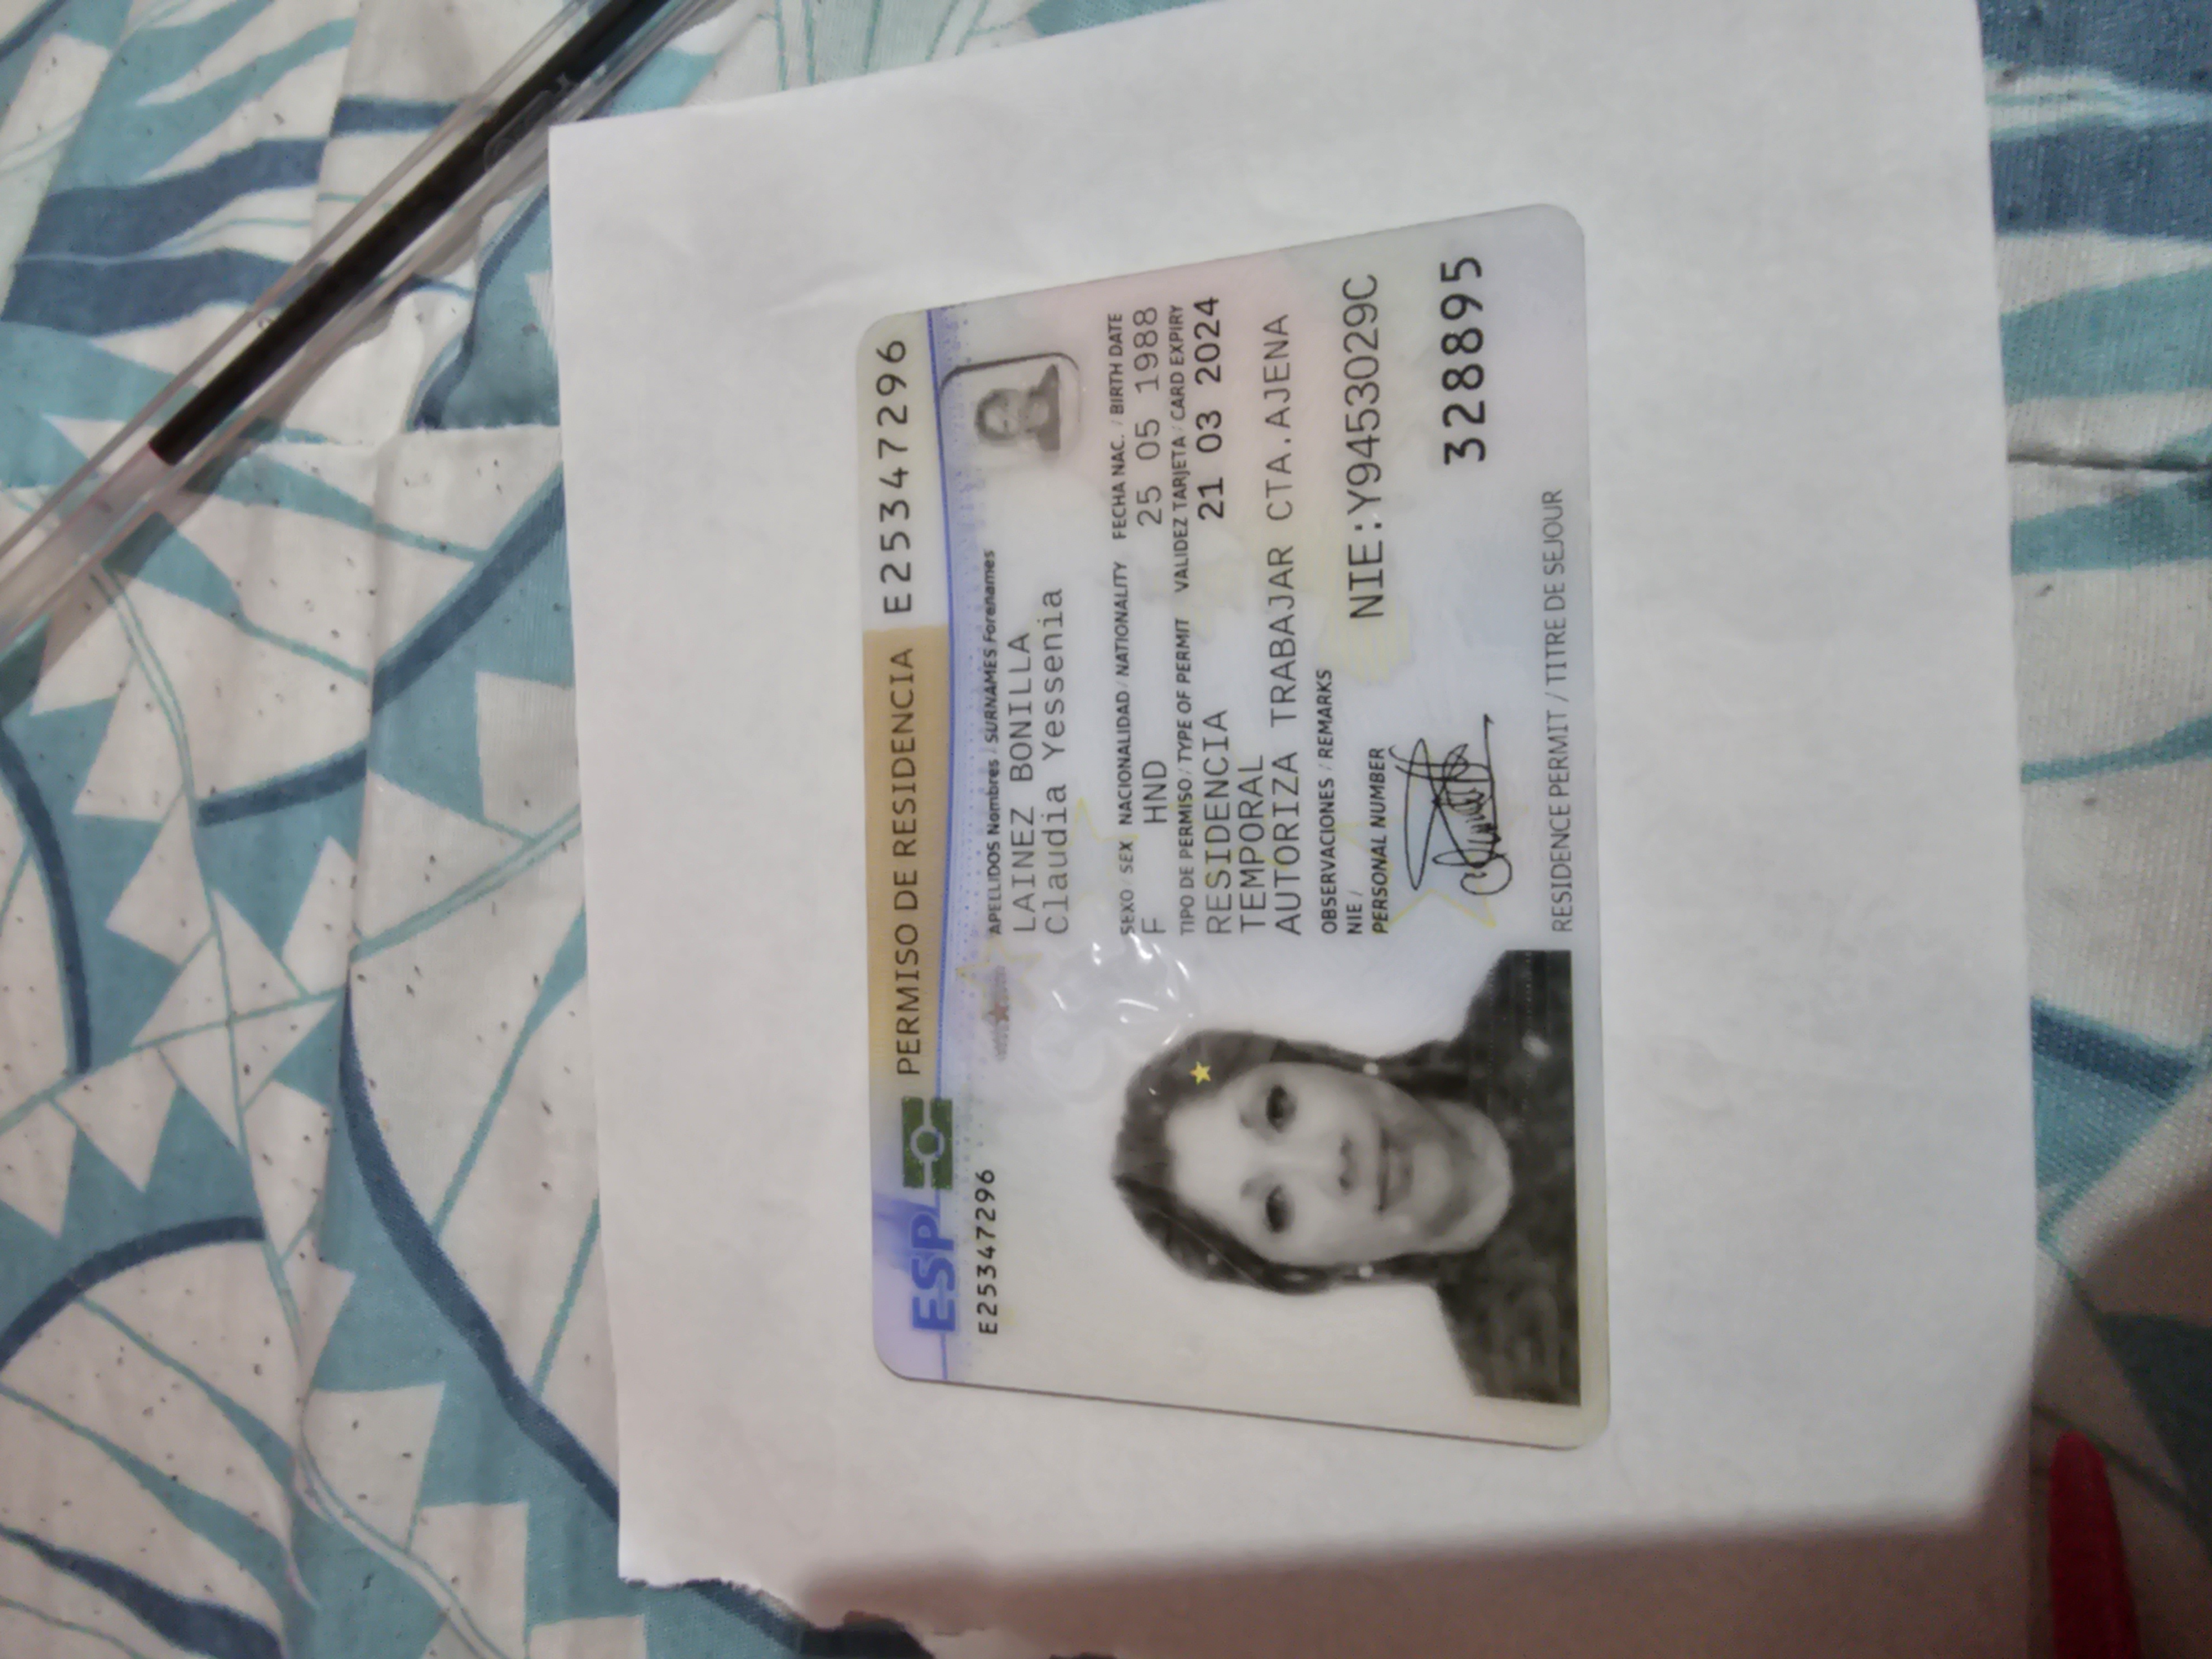 ESP PERMISO DE RESIDENCIA E25347296
E25347296
APELLIDOS Nombres / SURNAMES Forenames
LAINEZ BONILLA
Claudia Yessenia
SEXO / SEX NACIONALIDAD / NATIONALITY FECHA NAC. / BIRTH DATE
F HND 25 05 1988
TIPO DE PERMISO / TYPE OF PERMIT VALIDEZ TARJETA / CARD EXPIRY
RESIDENCIA 21 03 2024
TEMPORAL
AUTORIZA TRABAJAR CTA.AJENA
OBSERVACIONES / REMARKS
NIE /
PERSONAL NUMBER NIE:Y9453029C
328895
RESIDENCE PERMIT / TITRE DE SEJOUR